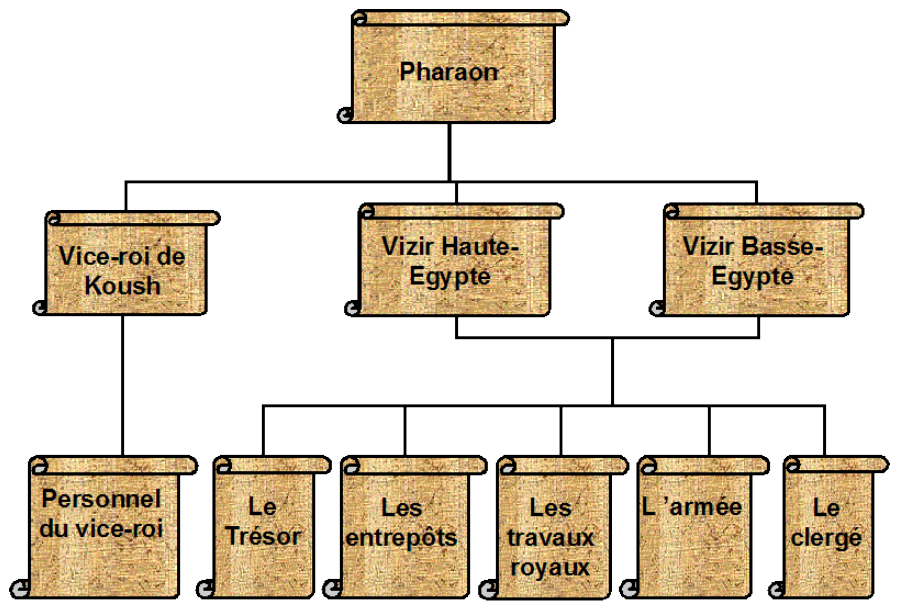 Pharaon
Vice-roi de
Koush
Vizir Haute-
Egypte
Vizir Basse-
Egypte
Personnel
du vice-roi
Le
Trésor
Les
entrepôts
Les
travaux
royaux
L ’armée
Le
clergé